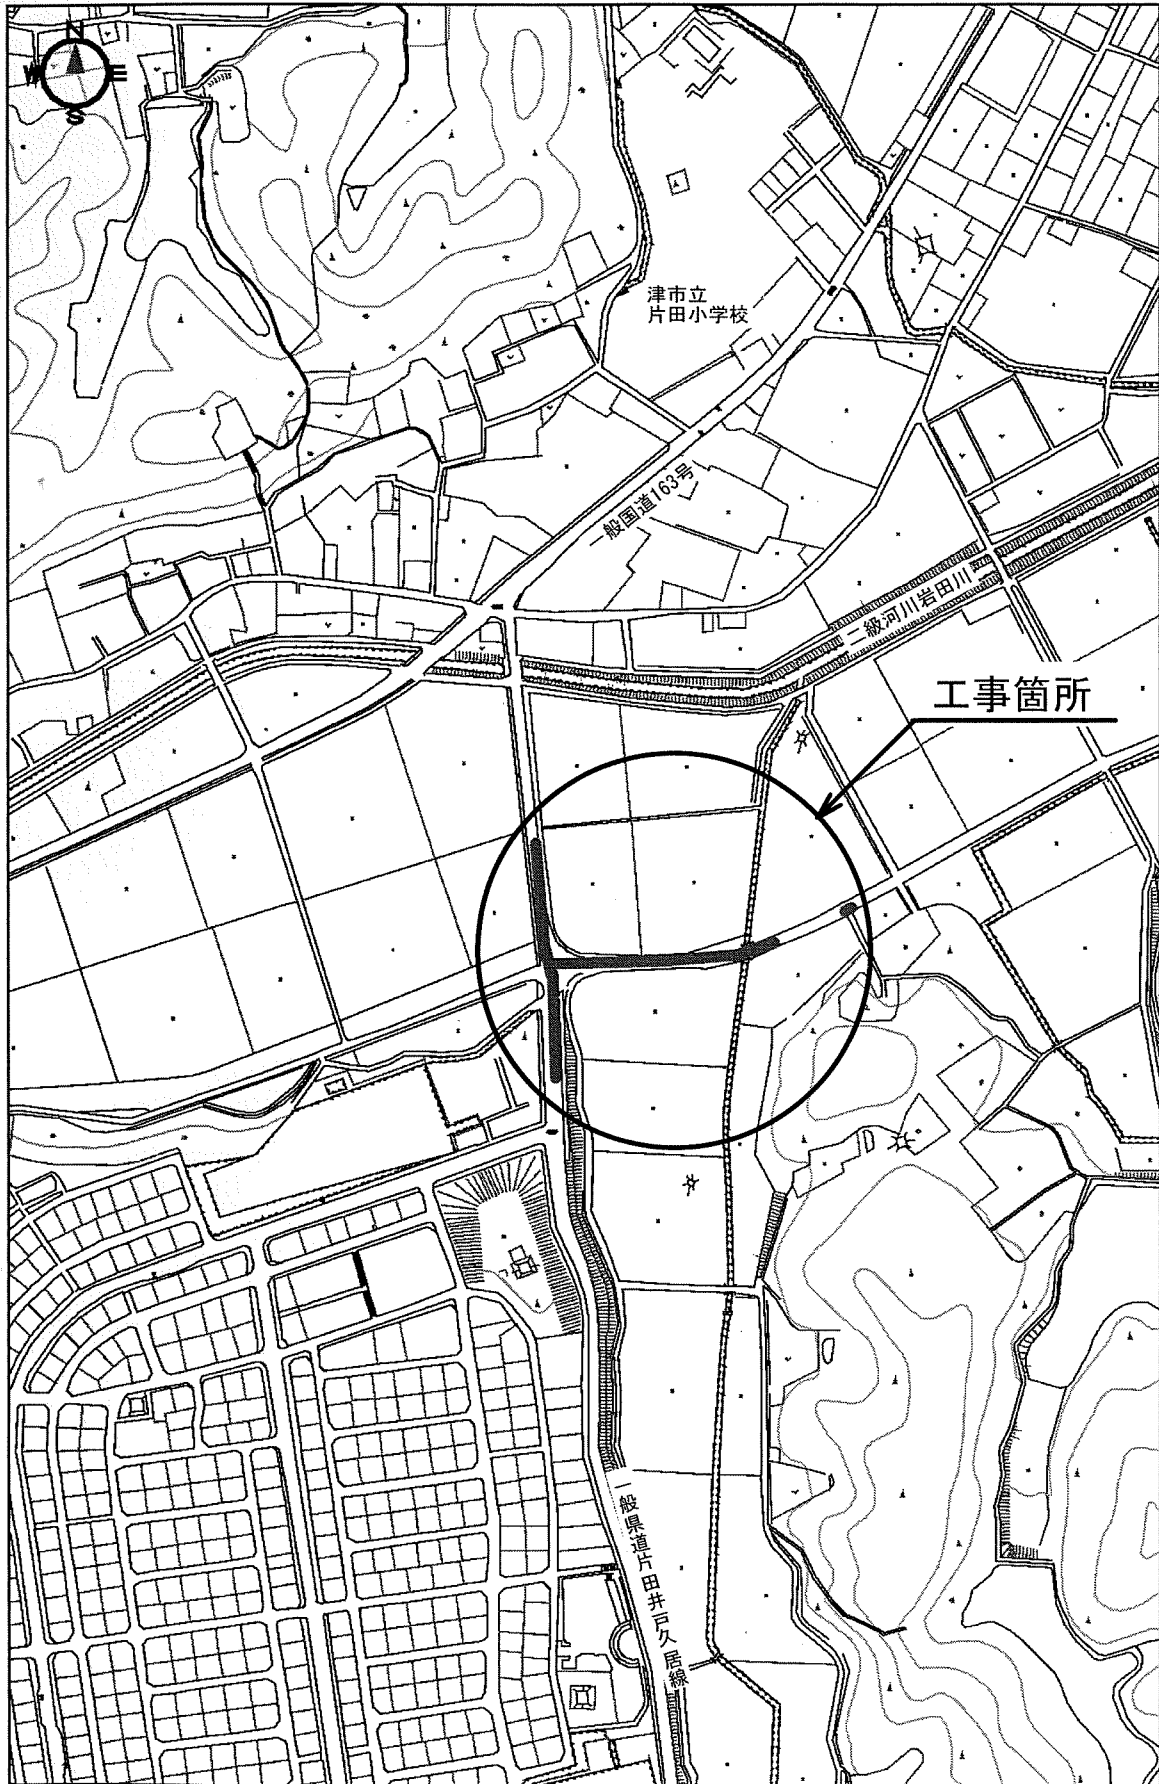 N
W E
S
津市立
片田小学校
一般国道163号
二級河川岩田川
工事箇所
一般県道片田井戸久居線